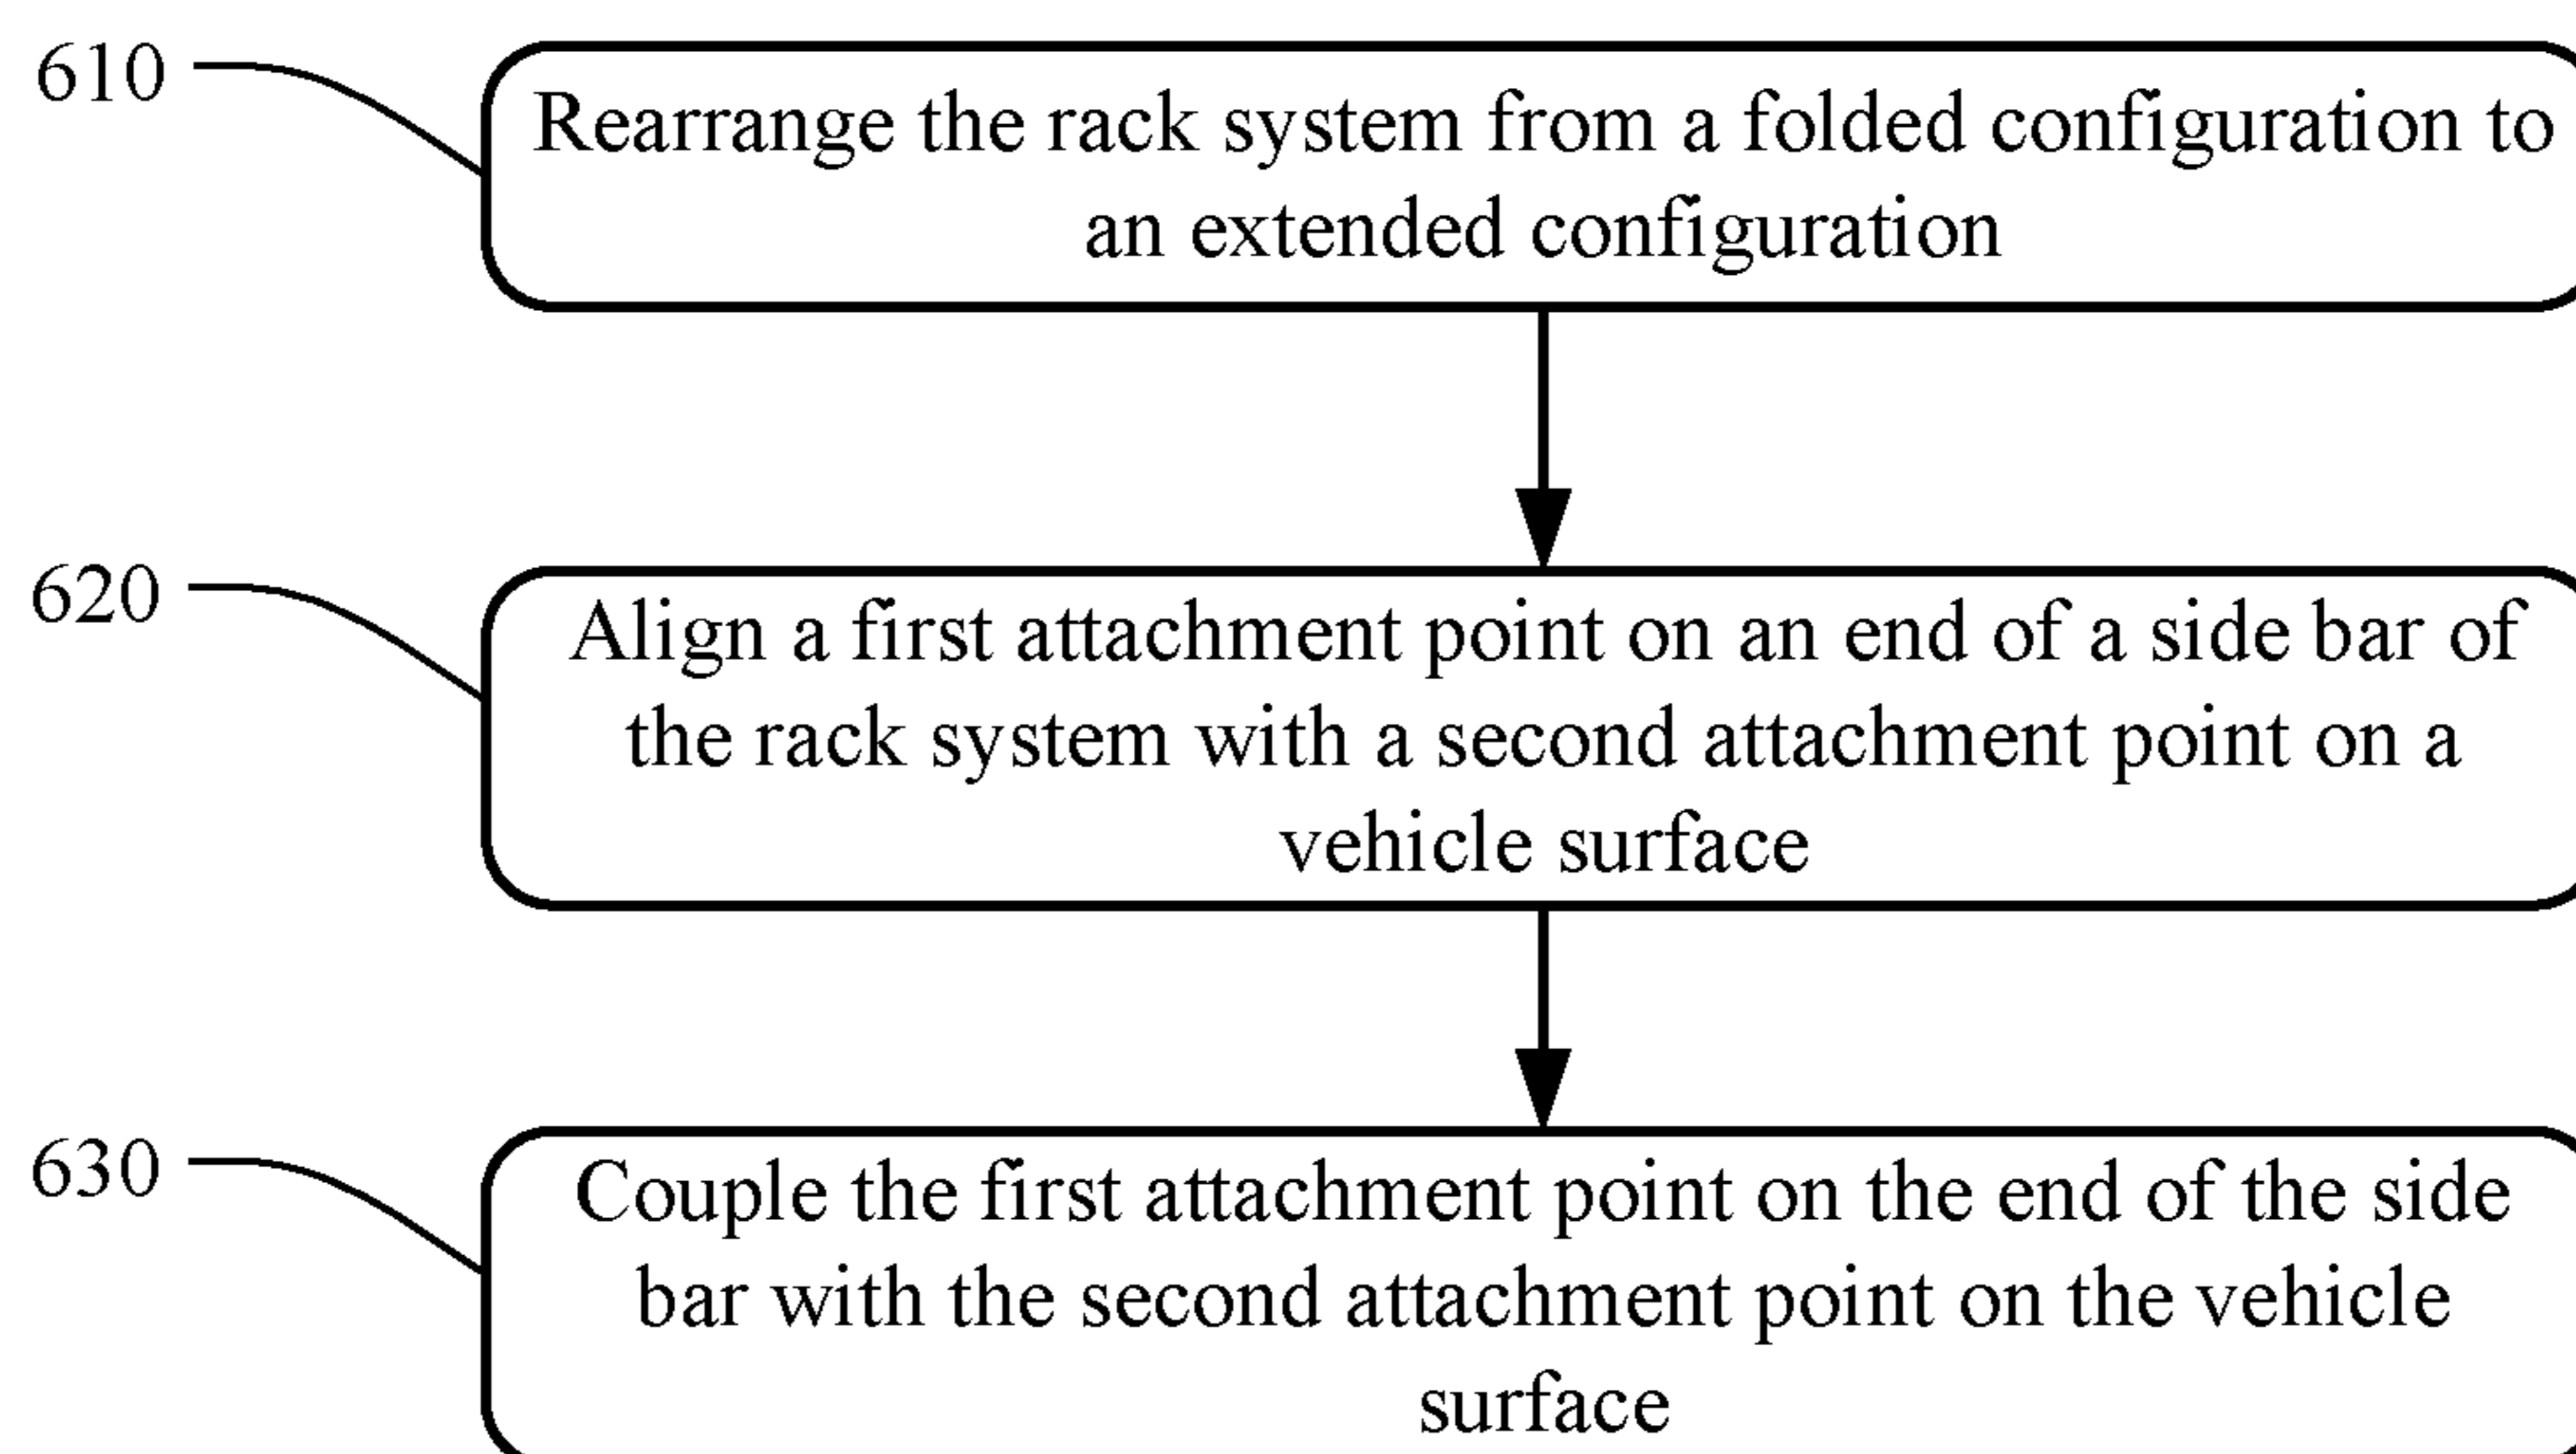 610
Rearrange the rack system from a folded configuration to
an extended configuration
620
Align a first attachment point on an end of a side bar of
the rack system with a second attachment point on a
vehicle surface
630
Couple the first attachment point on the end of the side
bar with the second attachment point on the vehicle
surface